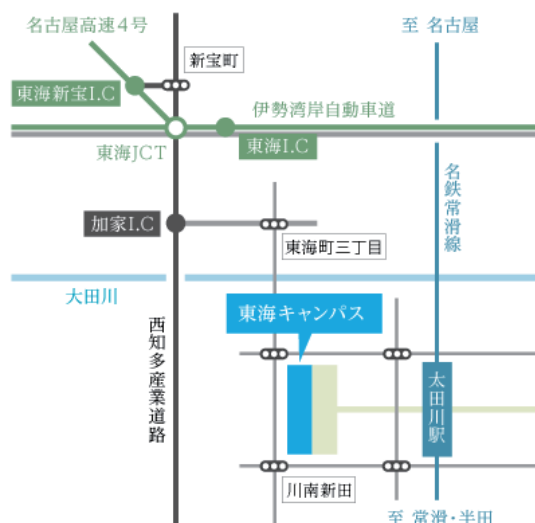 名古屋高速4号
至 名古屋
新宝町
東海新宝I.C
伊勢湾岸自動車道
東海JCT
東海I.C
名鉄常滑線
加家I.C
東海町三丁目
大田川
東海キャンパス
西知多産業道路
太田川駅
川南新田
至 常滑・半田